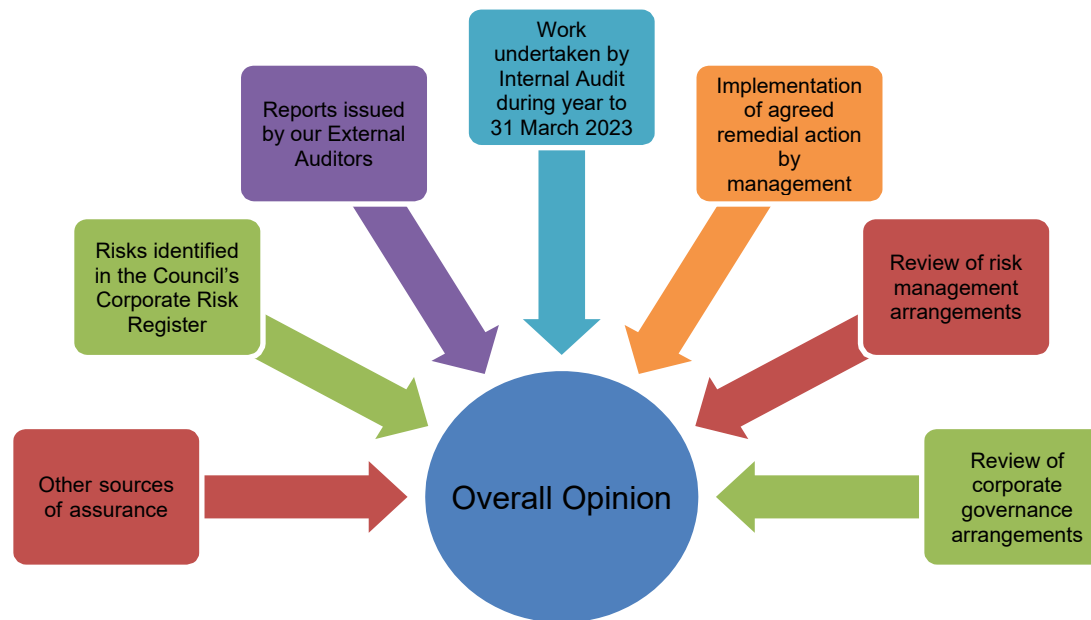 Work
undertaken by
Internal Audit
during year to
31 March 2023
Reports issued
by our External
Auditors
Implementation
of agreed
remedial action
by
management
Risks identified
in the Council’s
Corporate Risk
Register
Review of risk
management
arrangements
Other sources
of assurance
Overall Opinion
Review of
corporate
governance
arrangements